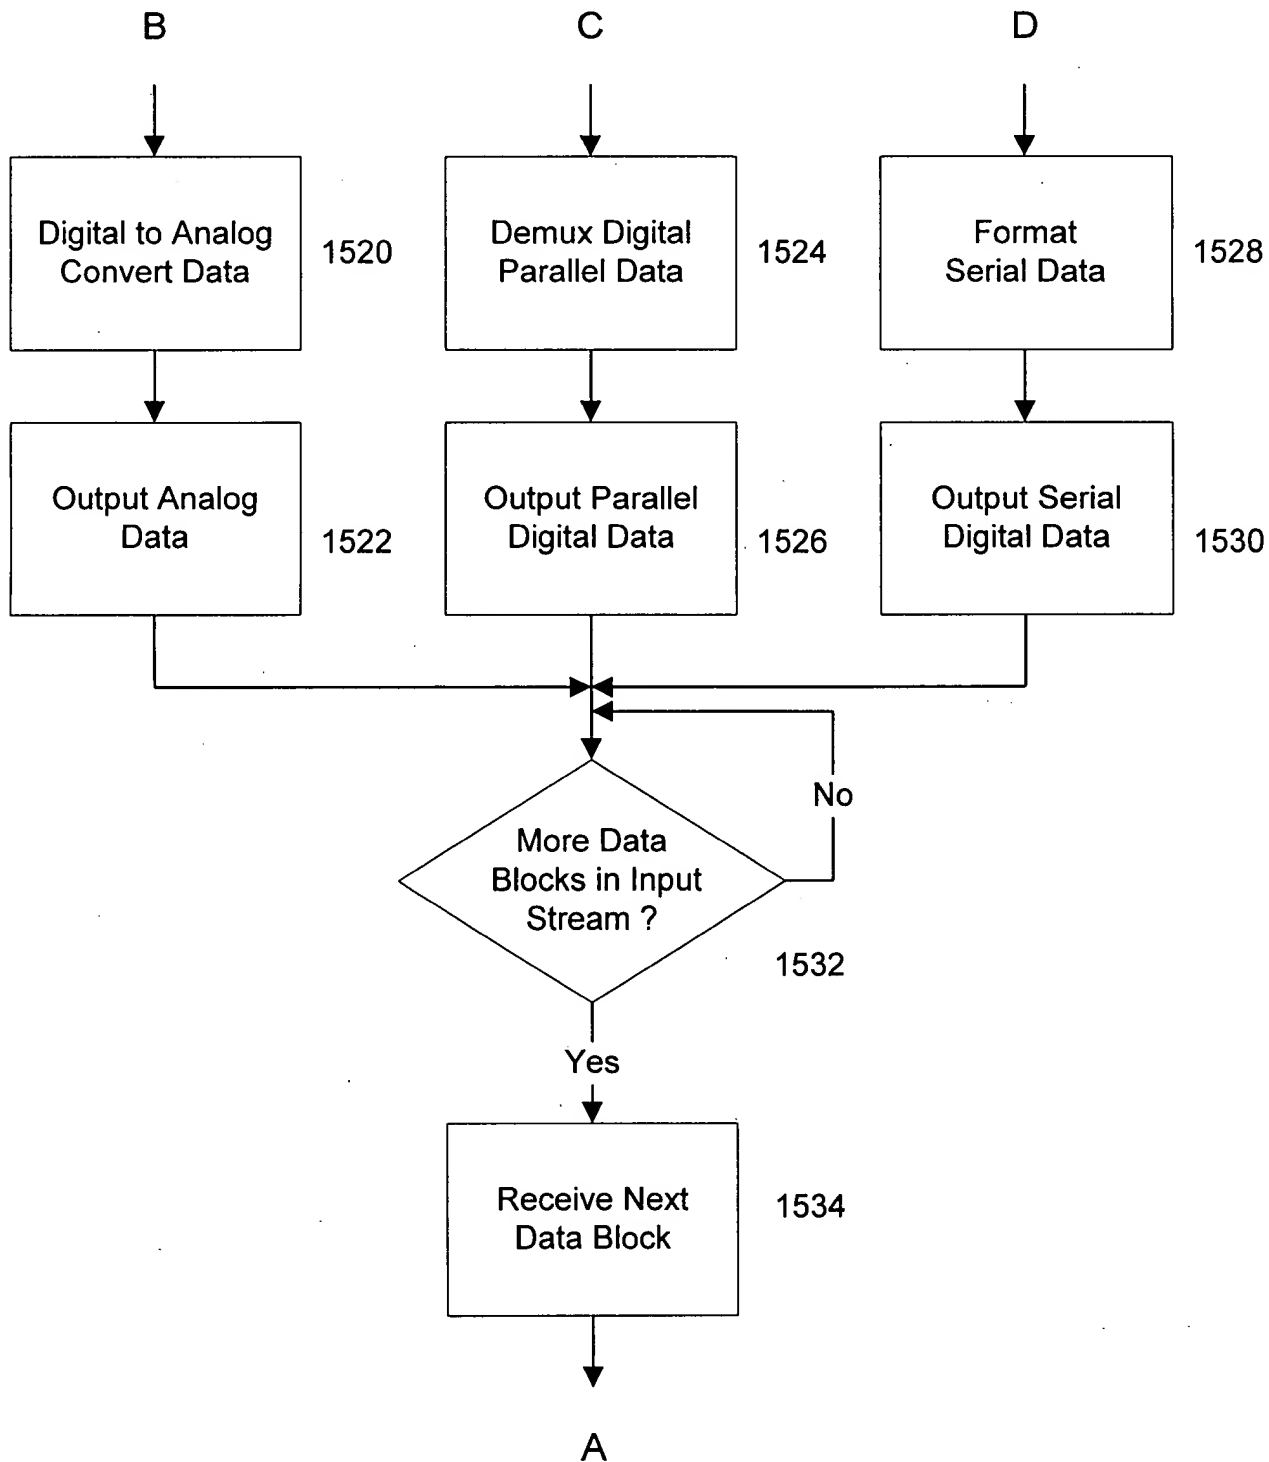 B
C
D
Digital to Analog
Convert Data
1520
Demux Digital
Parallel Data
1524
Format
Serial Data
1528
Output Analog
Data
1522
Output Parallel
Digital Data
1526
Output Serial
Digital Data
1530
No
More Data
Blocks in Input
Stream ?
1532
Yes
Receive Next
Data Block
1534
A